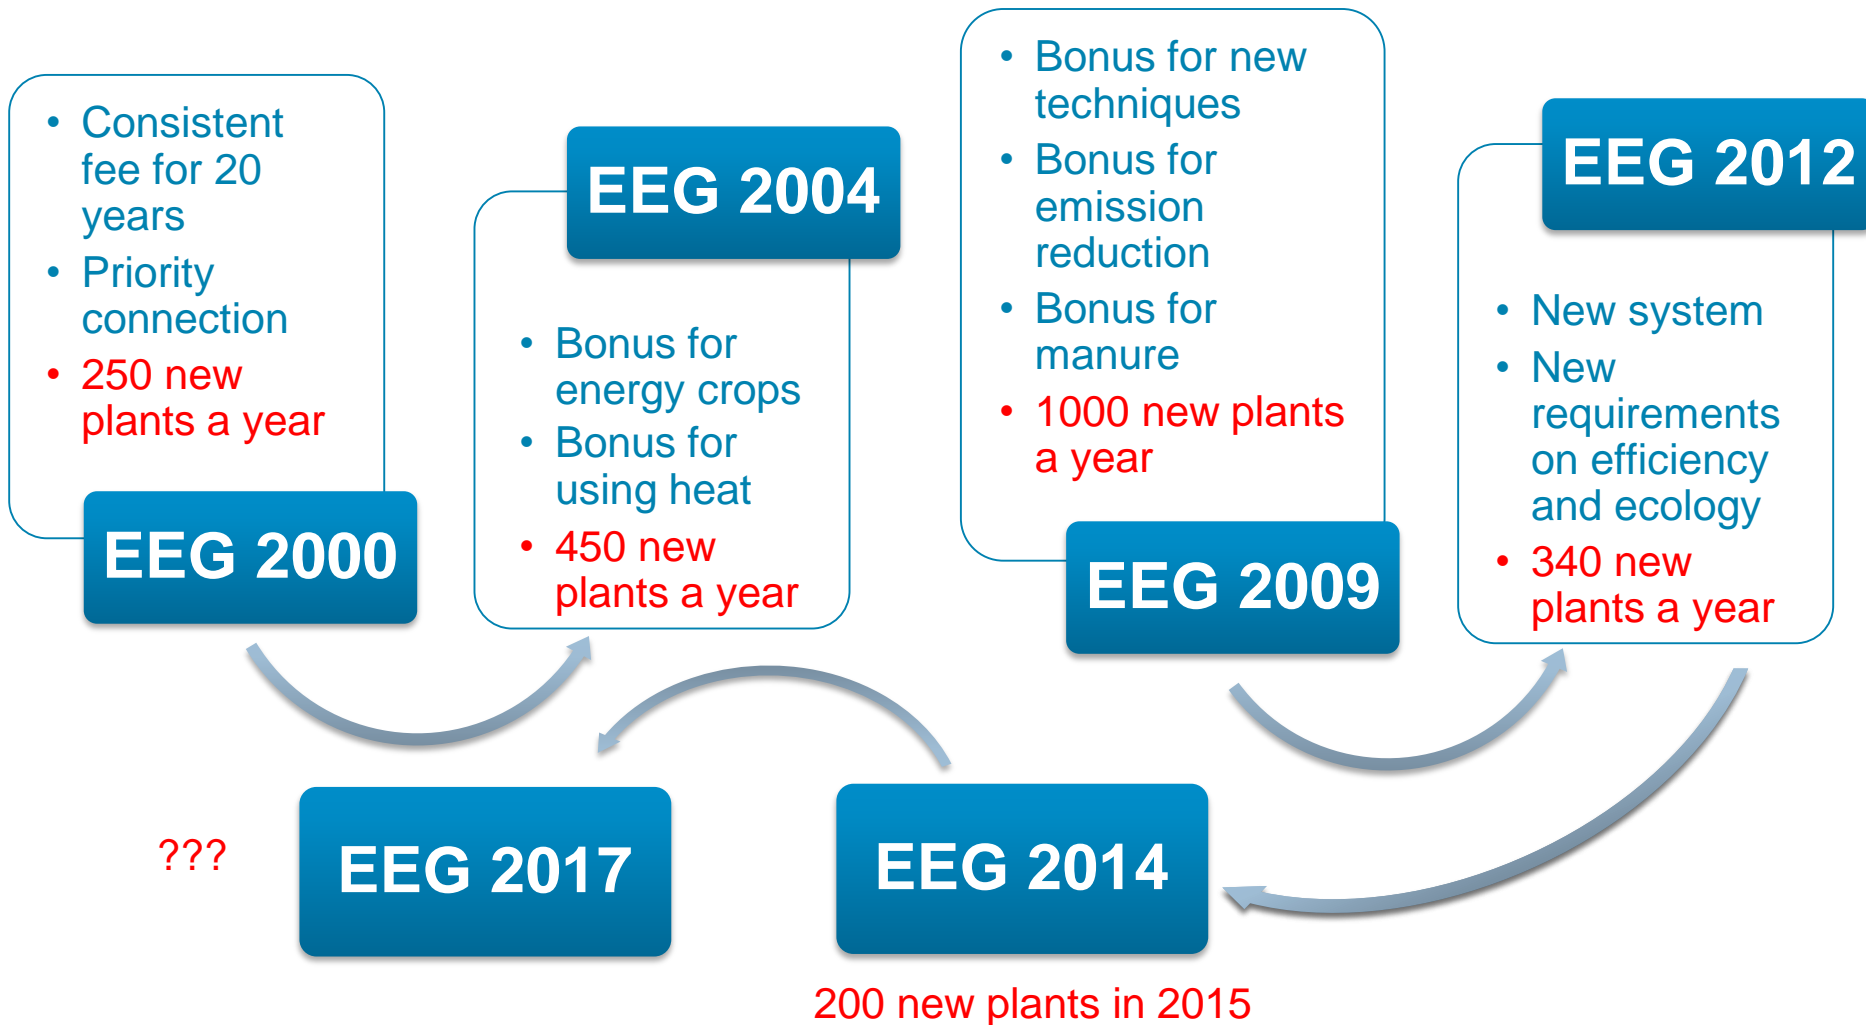 • Consistent
fee for 20
years
• Priority
connection
• 250 new
plants a year
EEG 2000
EEG 2004
• Bonus for
energy crops
• Bonus for
using heat
• 450 new
plants a year
• Bonus for new
techniques
• Bonus for
emission
reduction
• Bonus for
manure
• 1000 new plants
a year
EEG 2009
EEG 2012
• New system
• New
requirements
on efficiency
and ecology
• 340 new
plants a year
EEG 2014
200 new plants in 2015
EEG 2017
???